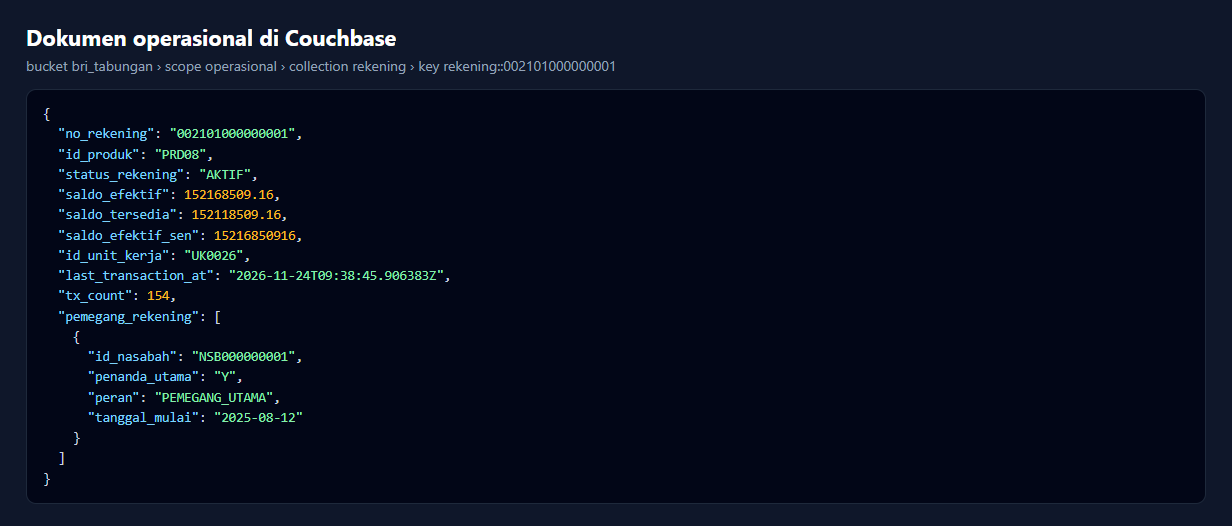 Dokumen operasional di Couchbase
bucket bri_tabungan › scope operasional › collection rekening › key rekening::002101000000001
{
  "no_rekening": "002101000000001",
  "id_produk": "PRD08",
  "status_rekening": "AKTIF",
  "saldo_efektif": 152168509.16,
  "saldo_tersedia": 152118509.16,
  "saldo_efektif_sen": 15216850916,
  "id_unit_kerja": "UK0026",
  "last_transaction_at": "2026-11-24T09:38:45.906383Z",
  "tx_count": 154,
  "pemegang_rekening": [
    {
      "id_nasabah": "NSB000000001",
      "penanda_utama": "Y",
      "peran": "PEMEGANG_UTAMA",
      "tanggal_mulai": "2025-08-12"
    }
  ]
}